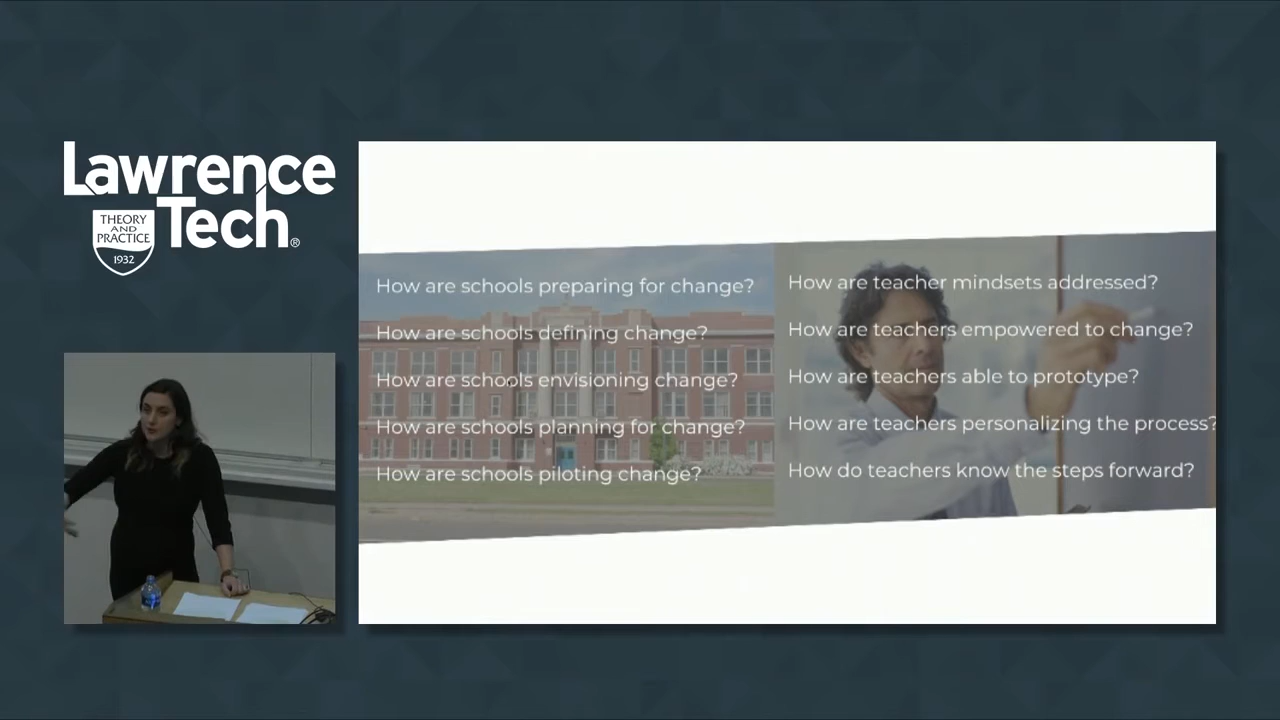 Lawrence
Tech®
THEORY
AND
PRACTICE
1932
How are schools preparing for change?
How are schools defining change?
How are schools envisioning change?
How are schools planning for change?
How are schools piloting change?
How are teacher mindsets addressed?
How are teachers empowered to change?
How are teachers able to prototype?
How are teachers personalizing the process?
How do teachers know the steps forward?